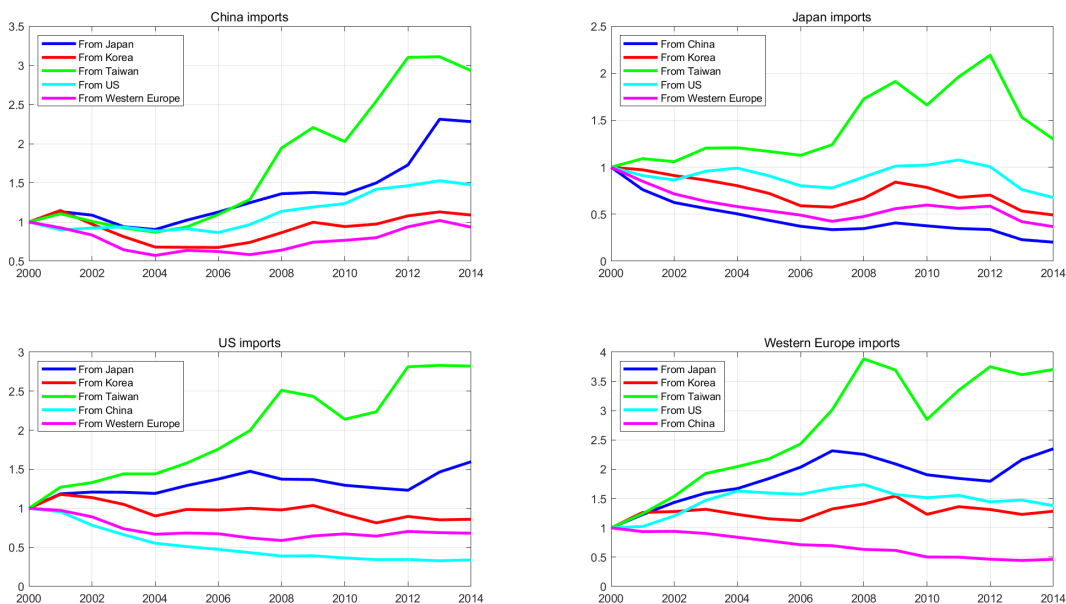 China imports
3.5
3
2.5
2
1.5
1
0.5
From Japan
From Korea
From Taiwan
From US
From Western Europe
2000 2002 2004 2006 2008 2010 2012 2014
Japan imports
2.5
2
1.5
1
0.5
0
From China
From Korea
From Taiwan
From US
From Western Europe
2000 2002 2004 2006 2008 2010 2012 2014
US imports
3
2.5
2
1.5
1
0.5
0
From Japan
From Korea
From Taiwan
From China
From Western Europe
2000 2002 2004 2006 2008 2010 2012 2014
Western Europe imports
4
3.5
3
2.5
2
1.5
1
0.5
0
From Japan
From Korea
From Taiwan
From US
From China
2000 2002 2004 2006 2008 2010 2012 2014